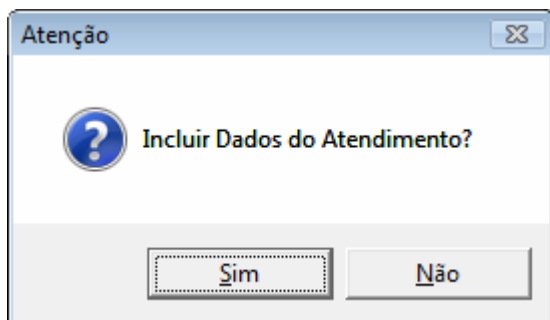 Atenção
Incluir Dados do Atendimento?
Sim Não